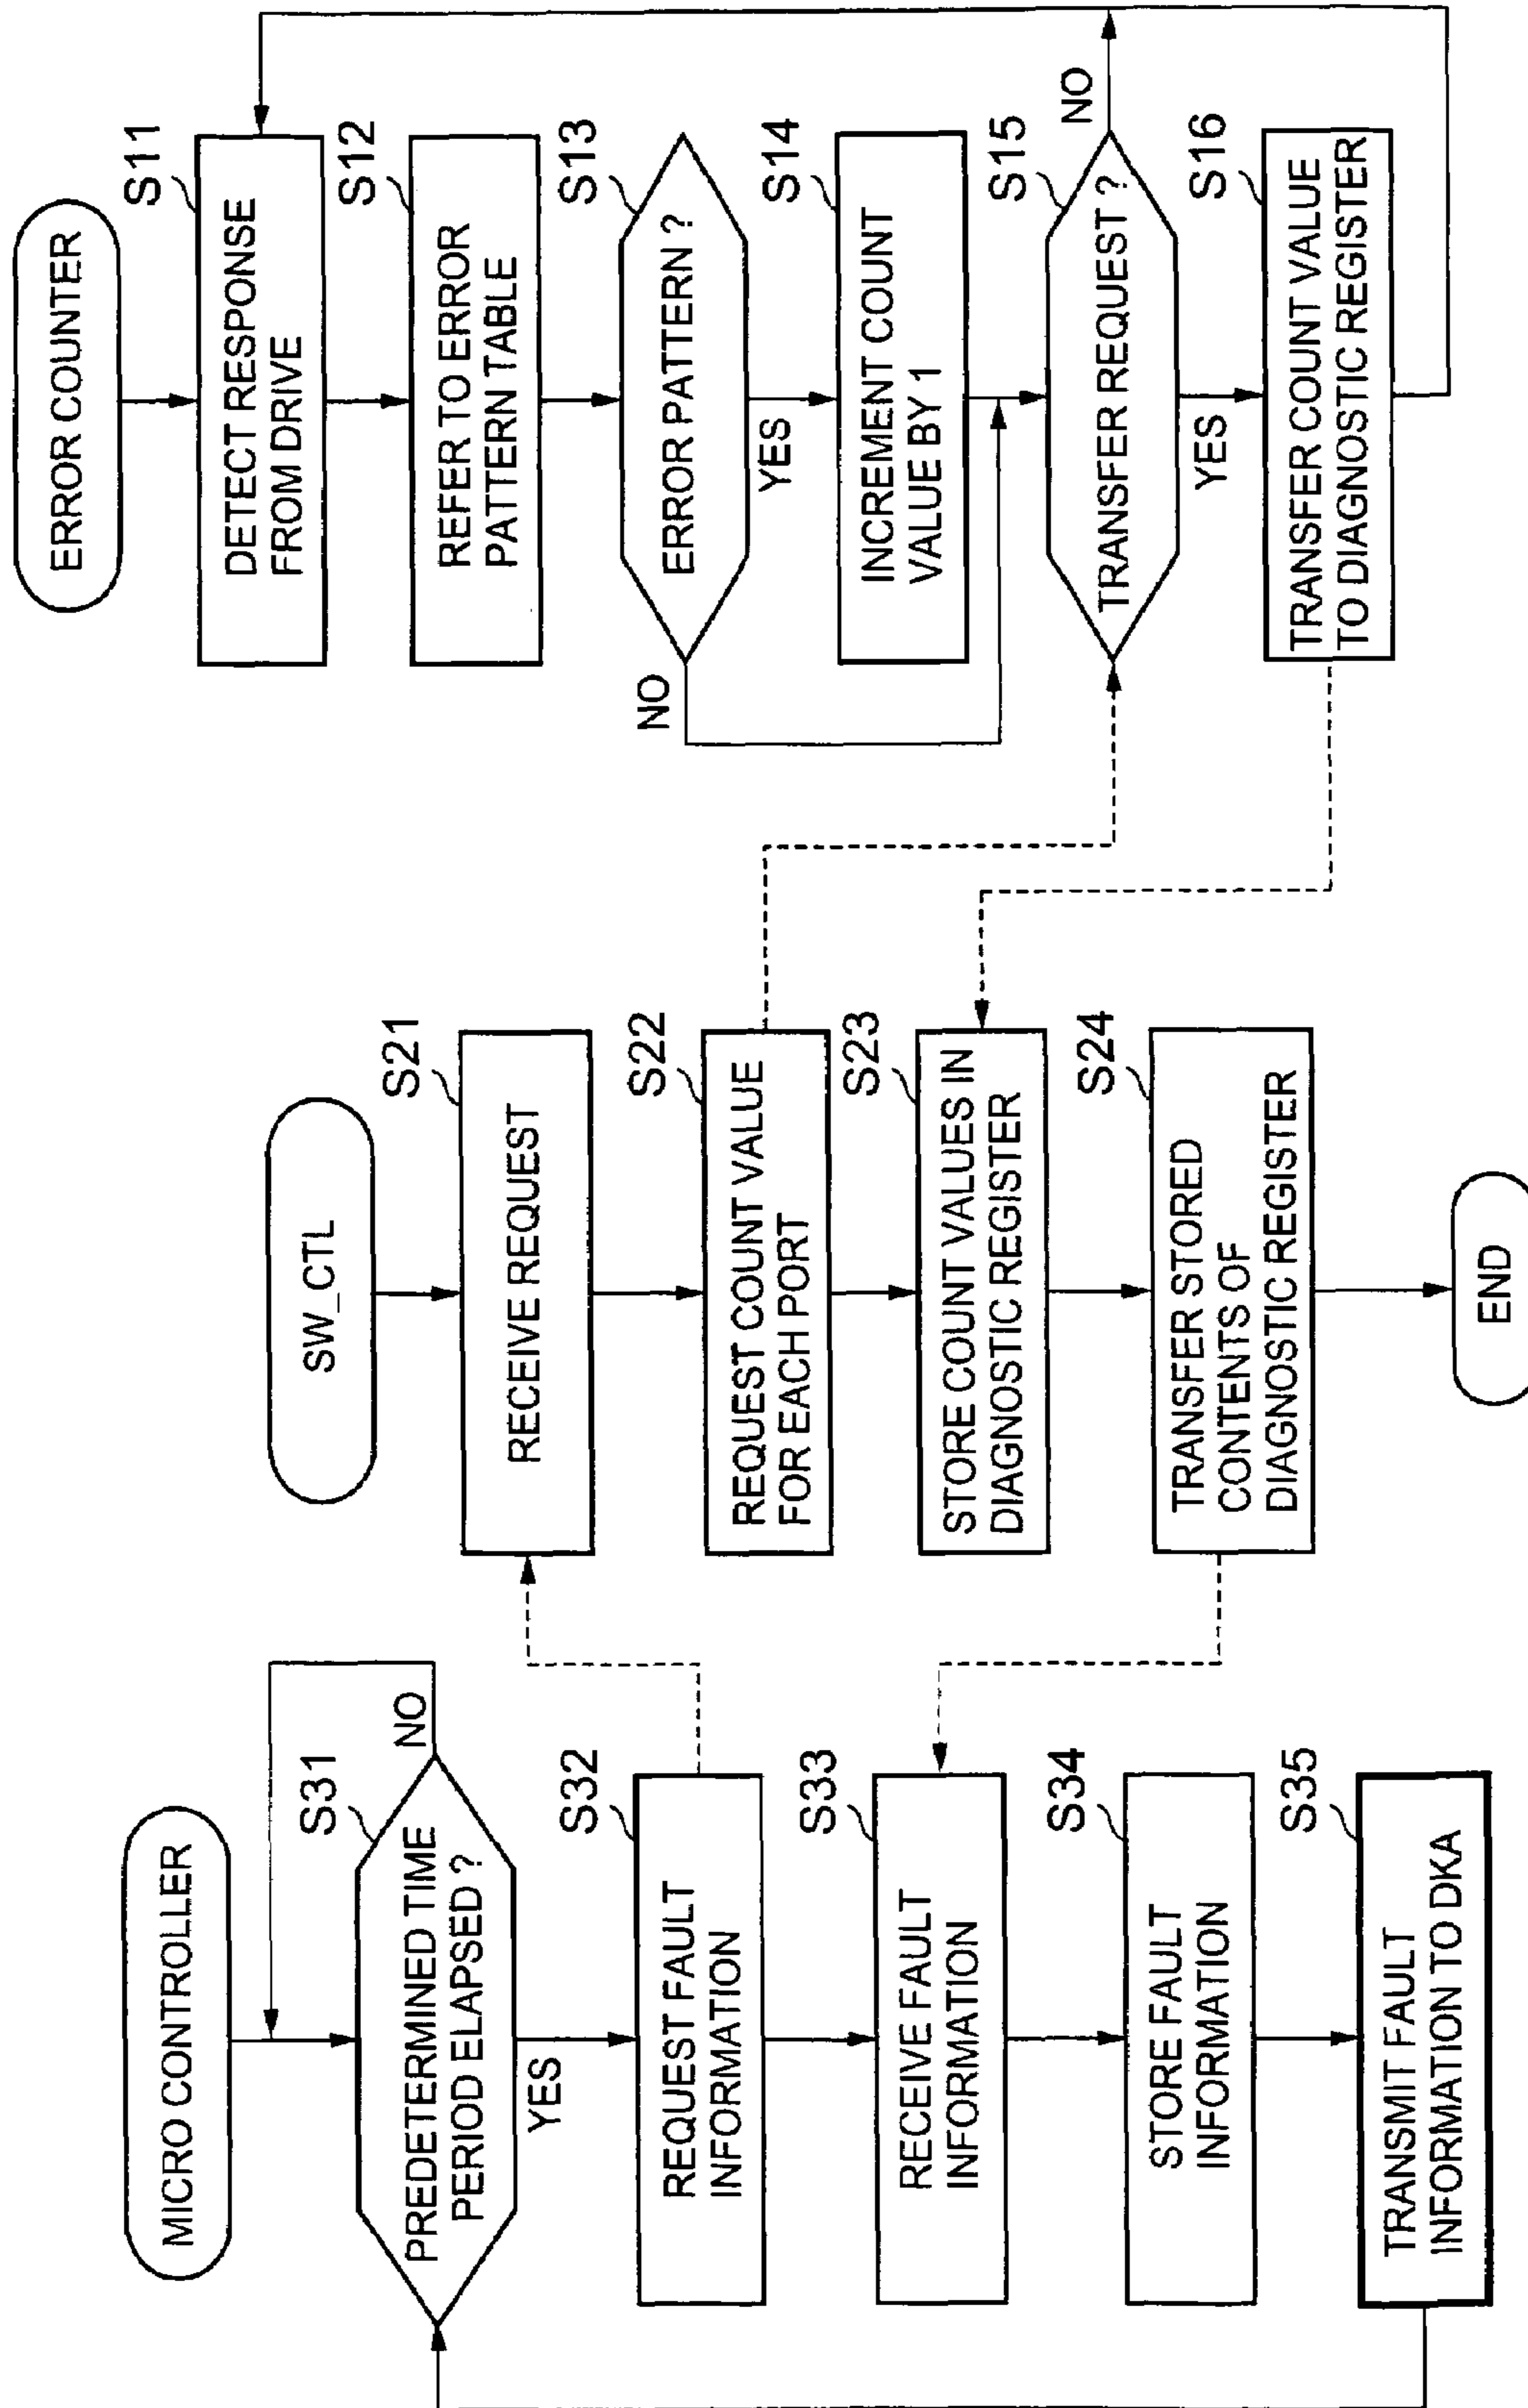 MICRO CONTROLLER
S31
PREDETERMINED TIME
PERIOD ELAPSED ?
NO
YES
S32
REQUEST FAULT
INFORMATION
S33
RECEIVE FAULT
INFORMATION
S34
STORE FAULT
INFORMATION
S35
TRANSMIT FAULT
INFORMATION TO DKA
SW_CTL
S21
RECEIVE REQUEST
S22
REQUEST COUNT VALUE
FOR EACH PORT
S23
STORE COUNT VALUES IN
DIAGNOSTIC REGISTER
S24
TRANSFER STORED
CONTENTS OF
DIAGNOSTIC REGISTER
END
ERROR COUNTER
S11
DETECT RESPONSE
FROM DRIVE
S12
REFER TO ERROR
PATTERN TABLE
S13
ERROR PATTERN ?
NO
YES
S14
INCREMENT COUNT
VALUE BY 1
S15
TRANSFER REQUEST ?
NO
YES
S16
TRANSFER COUNT VALUE
TO DIAGNOSTIC REGISTER